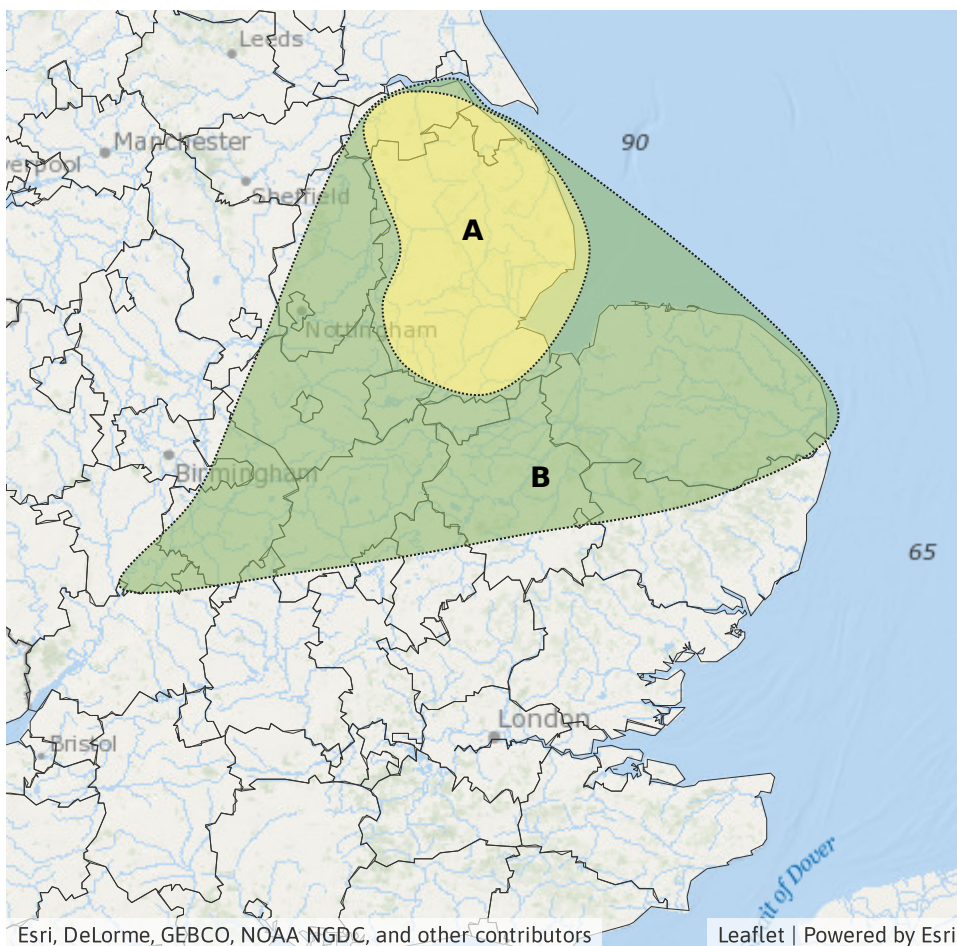 Leeds
90
Manchester
verpool
Sheffield
A
Nottingham
Birmingham
B
65
London
Bristol
it of Dover
Esri, DeLorme, GEBCO, NOAA NGDC, and other contributors
Leaflet | Powered by Esri